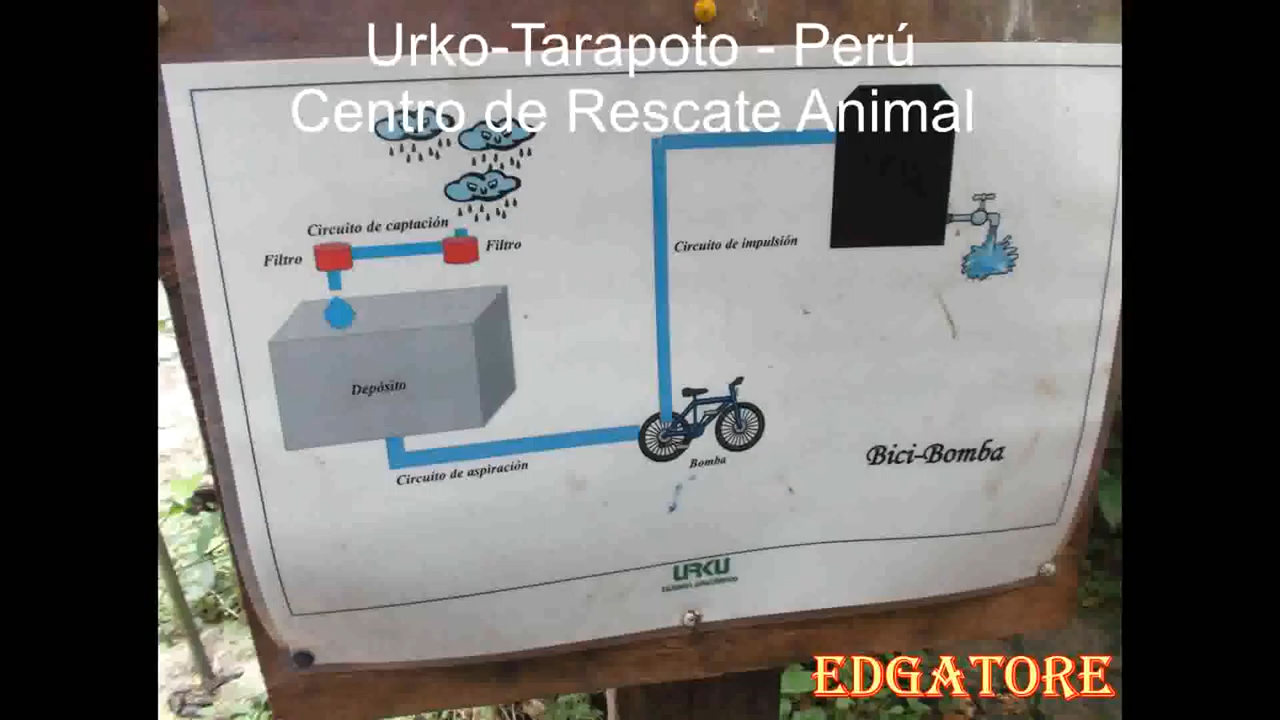 Urko-Tarapoto - Perú
Centro de Rescate Animal
Circuito de captación
Filtro
Filtro
Circuito de impulsión
Depósito
Circuito de aspiración
Bomba
Bici-Bomba
URKU
EDGATORE